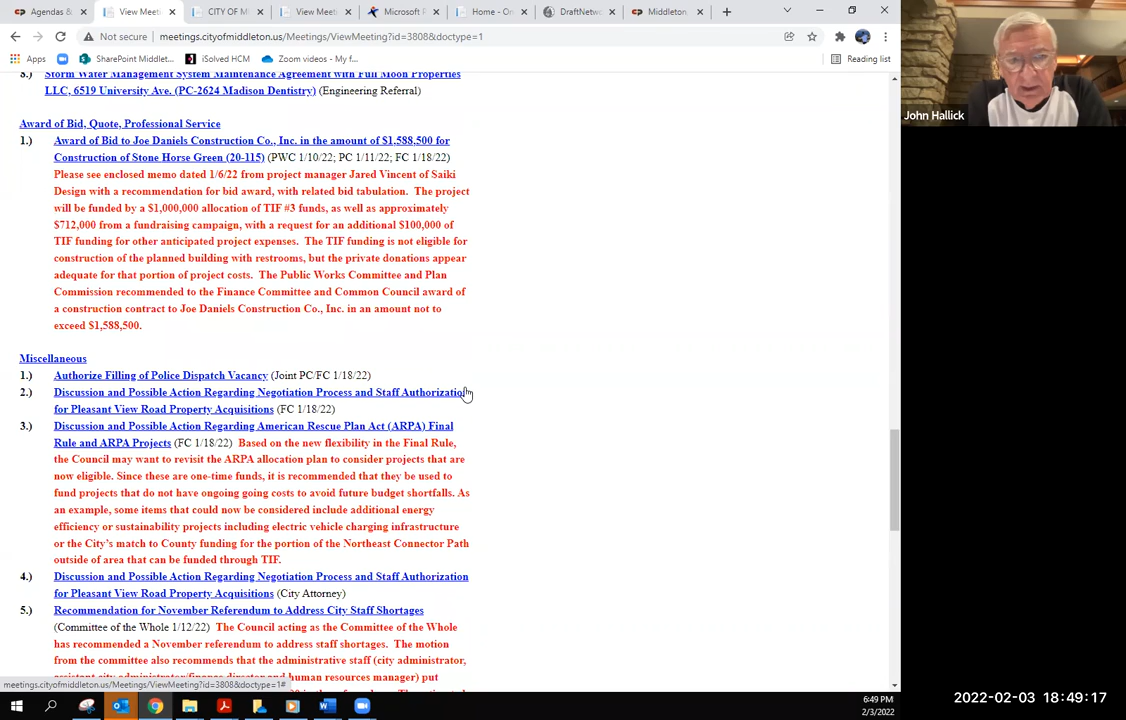 Agendas &
View Meeti
CITY OF M
View Meeti
Microsoft P
Home - On
DraftNetw
Middleton
Not secure
meetings.cityofmiddleton.us/Meetings/ViewMeeting?id=3808&doctype=1
Apps
SharePoint Middlet...
iSolved HCM
Zoom videos - My f...
Reading list
8.) Storm Water Management System Maintenance Agreement with Full Moon Properties
LLC, 6519 University Ave. (PC-2624 Madison Dentistry) (Engineering Referral)
Award of Bid, Quote, Professional Service
1.) Award of Bid to Joe Daniels Construction Co., Inc. in the amount of $1,588,500 for
Construction of Stone Horse Green (20-115) (PWC 1/10/22; PC 1/11/22; FC 1/18/22)
Please see enclosed memo dated 1/6/22 from project manager Jared Vincent of Saiki
Design with a recommendation for bid award, with related bid tabulation. The project
will be funded by a $1,000,000 allocation of TIF #3 funds, as well as approximately
$712,000 from a fundraising campaign, with a request for an additional $100,000 of
TIF funding for other anticipated project expenses. The TIF funding is not eligible for
construction of the planned building with restrooms, but the private donations appear
adequate for that portion of project costs. The Public Works Committee and Plan
Commission recommended to the Finance Committee and Common Council award of
a construction contract to Joe Daniels Construction Co., Inc. in an amount not to
exceed $1,588,500.
Miscellaneous
1.) Authorize Filling of Police Dispatch Vacancy (Joint PC/FC 1/18/22)
2.) Discussion and Possible Action Regarding Negotiation Process and Staff Authorization
for Pleasant View Road Property Acquisitions (FC 1/18/22)
3.) Discussion and Possible Action Regarding American Rescue Plan Act (ARPA) Final
Rule and ARPA Projects (FC 1/18/22) Based on the new flexibility in the Final Rule,
the Council may want to revisit the ARPA allocation plan to consider projects that are
now eligible. Since these are one-time funds, it is recommended that they be used to
fund projects that do not have ongoing going costs to avoid future budget shortfalls. As
an example, some items that could now be considered include additional energy
efficiency or sustainability projects including electric vehicle charging infrastructure
or the City's match to County funding for the portion of the Northeast Connector Path
outside of area that can be funded through TIF.
4.) Discussion and Possible Action Regarding Negotiation Process and Staff Authorization
for Pleasant View Road Property Acquisitions (City Attorney)
5.) Recommendation for November Referendum to Address City Staff Shortages
(Committee of the Whole 1/12/22) The Council acting as the Committee of the Whole
has recommended a November referendum to address staff shortages. The motion
from the committee also recommends that the administrative staff (city administrator,
assistant city administrator/finance director and human resources manager) put
meetings.cityofmiddleton.us/Meetings/ViewMeeting?id=3808&doctype=1#
John Hallick
6:49 PM
2/3/2022
2022-02-03 18:49:17